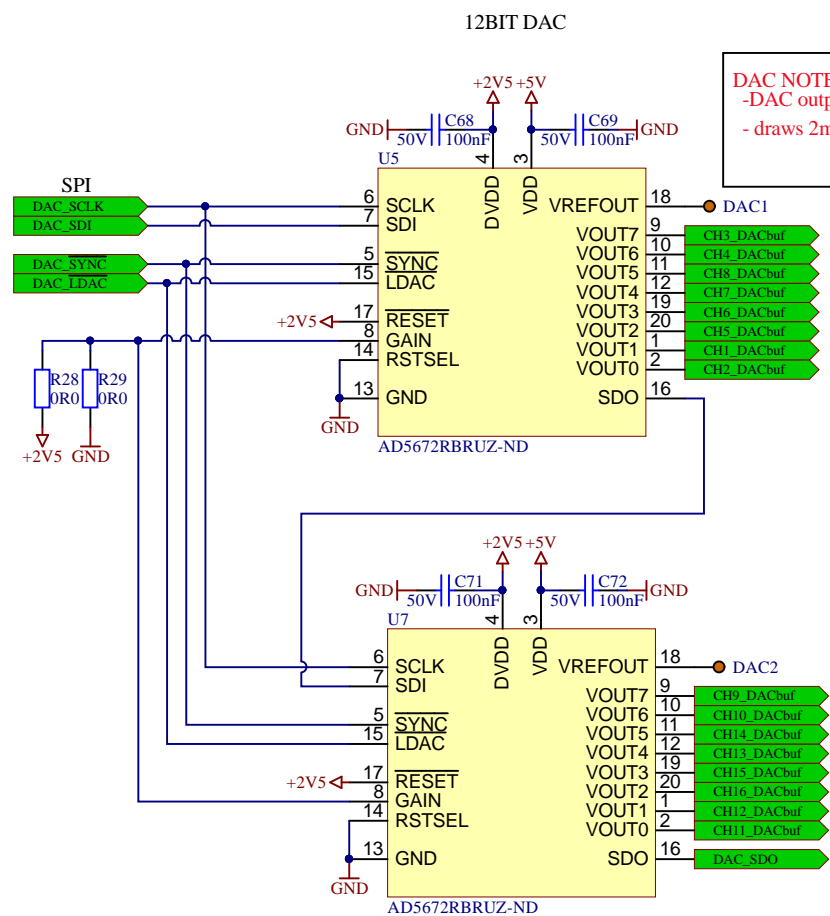 12BIT DAC
DAC NOTE
-DAC outp
- draws 2m
+2V5 +5V
GND C68 C69 GND
50V 100nF 50V 100nF
U5
4 DVDD 3 VDD
SPI
DAC_SCLK 6 SCLK VREFOUT 18 DAC1
DAC_SDI 7 SDI
VOUT7 9 CH3_DACbuf
VOUT6 10 CH4_DACbuf
DAC_SYNC 5 SYNC VOUT5 11 CH8_DACbuf
DAC_LDAC 15 LDAC VOUT4 12 CH7_DACbuf
VOUT3 19 CH6_DACbuf
+2V5 17 RESET VOUT2 20 CH5_DACbuf
8 GAIN VOUT1 1 CH1_DACbuf
14 RSTSEL VOUT0 2 CH2_DACbuf
R28 R29
0R0 0R0
13 GND SDO 16
GND
+2V5 GND
AD5672RBRUZ-ND
+2V5 +5V
GND C71 C72 GND
50V 100nF 50V 100nF
U7
4 DVDD 3 VDD
6 SCLK VREFOUT 18 DAC2
7 SDI
VOUT7 9 CH9_DACbuf
VOUT6 10 CH10_DACbuf
5 SYNC VOUT5 11 CH14_DACbuf
15 LDAC VOUT4 12 CH13_DACbuf
VOUT3 19 CH15_DACbuf
+2V5 17 RESET VOUT2 20 CH16_DACbuf
8 GAIN VOUT1 1 CH12_DACbuf
14 RSTSEL VOUT0 2 CH11_DACbuf
13 GND SDO 16 DAC_SDO
GND
AD5672RBRUZ-ND